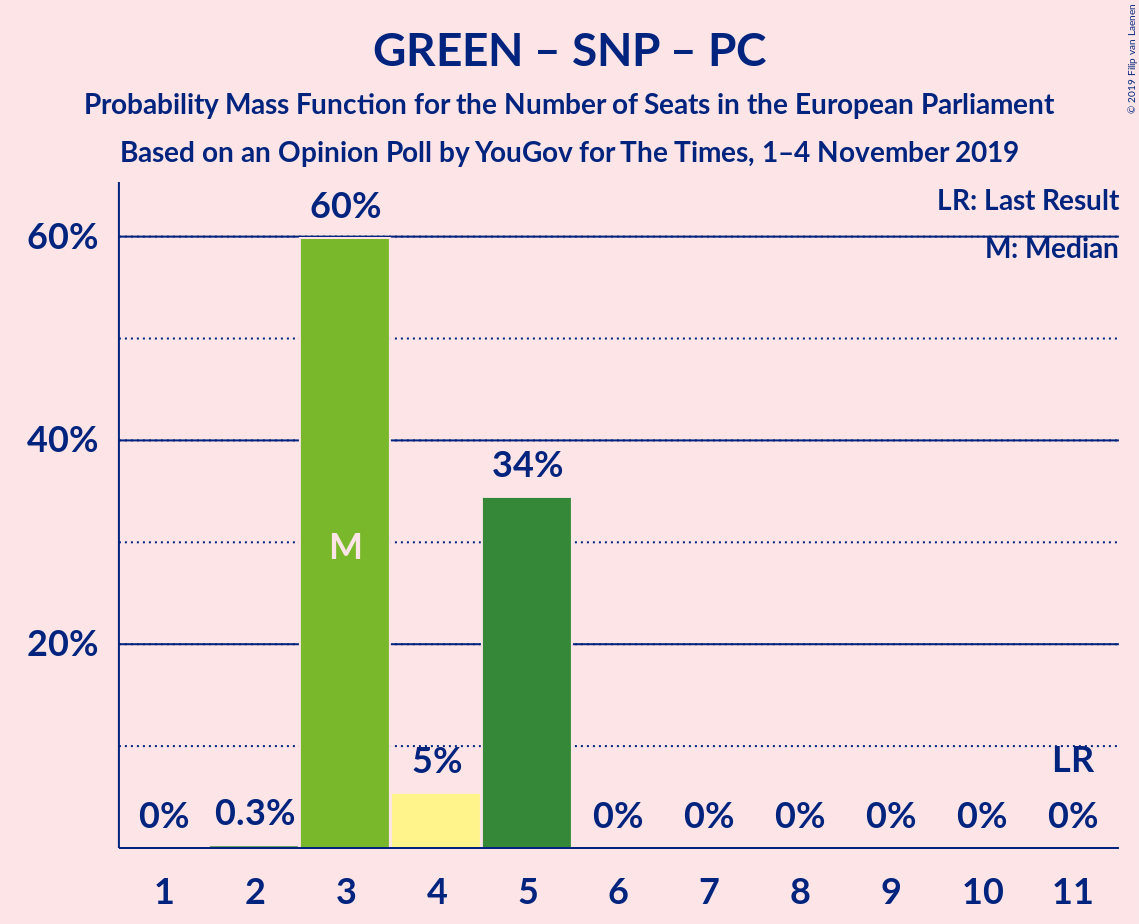 GREEN – SNP – PC
Probability Mass Function for the Number of Seats in the European Parliament
Based on an Opinion Poll by YouGov for The Times, 1–4 November 2019
© 2019 Filip van Laenen
LR: Last Result
M: Median
60%
40%
20%
0%
0.3%
60%
M
5%
34%
0%
0%
0%
0%
0%
LR
0%
1 2 3 4 5 6 7 8 9 10 11